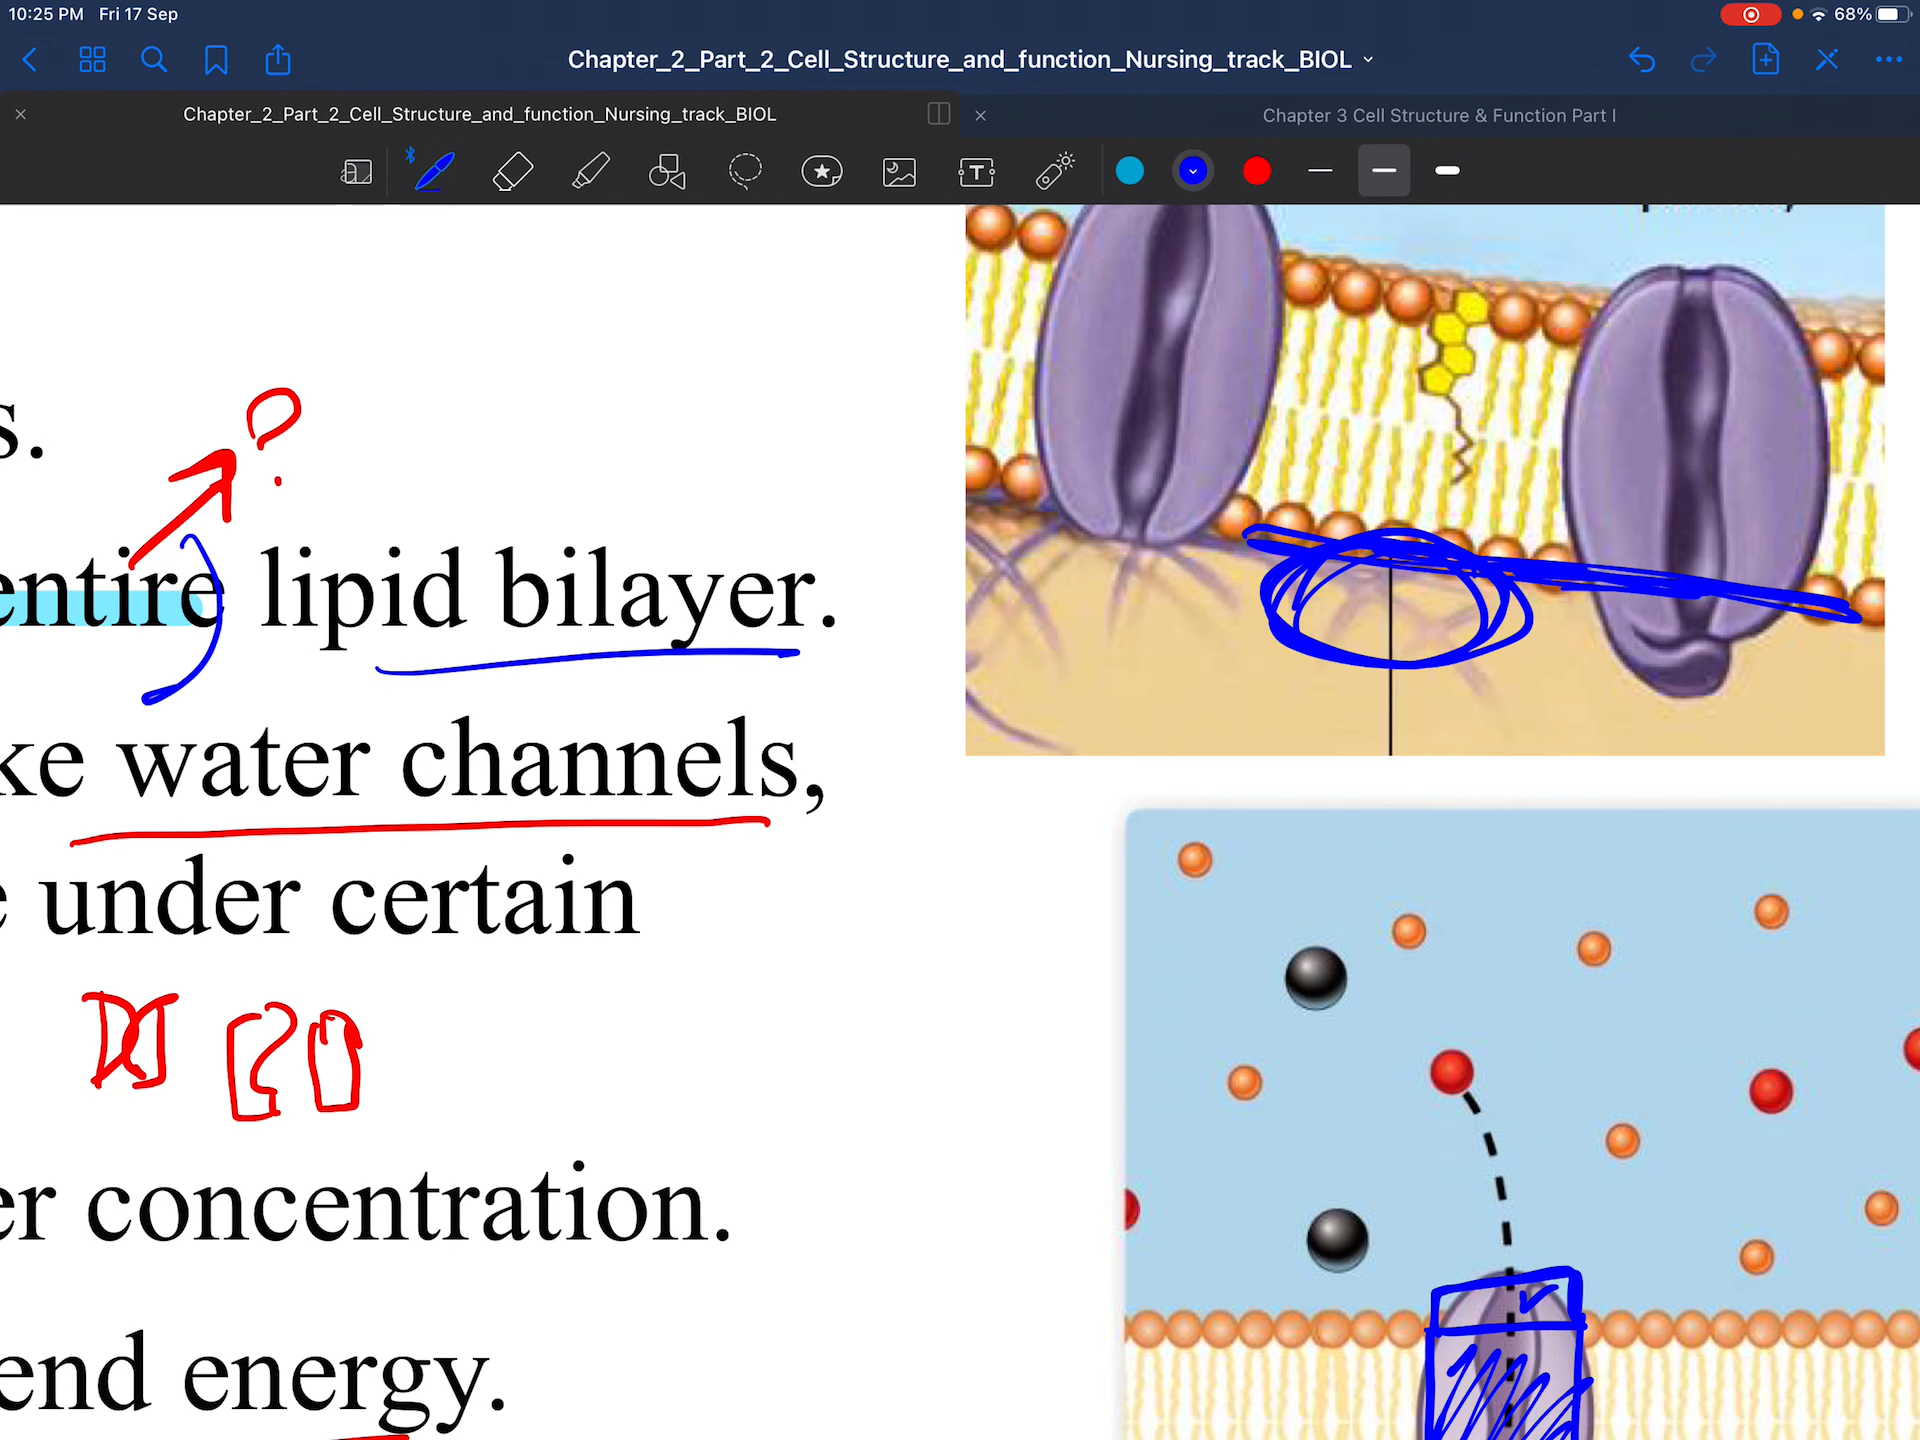 10:25 PM Fri 17 Sep
68%
Chapter_2_Part_2_Cell_Structure_and_function_Nursing_track_BIOL
Chapter_2_Part_2_Cell_Structure_and_function_Nursing_track_BIOL
Chapter 3 Cell Structure & Function Part I
T
s.
?
entire lipid bilayer.
ke water channels,
e under certain
er concentration.
end energy.